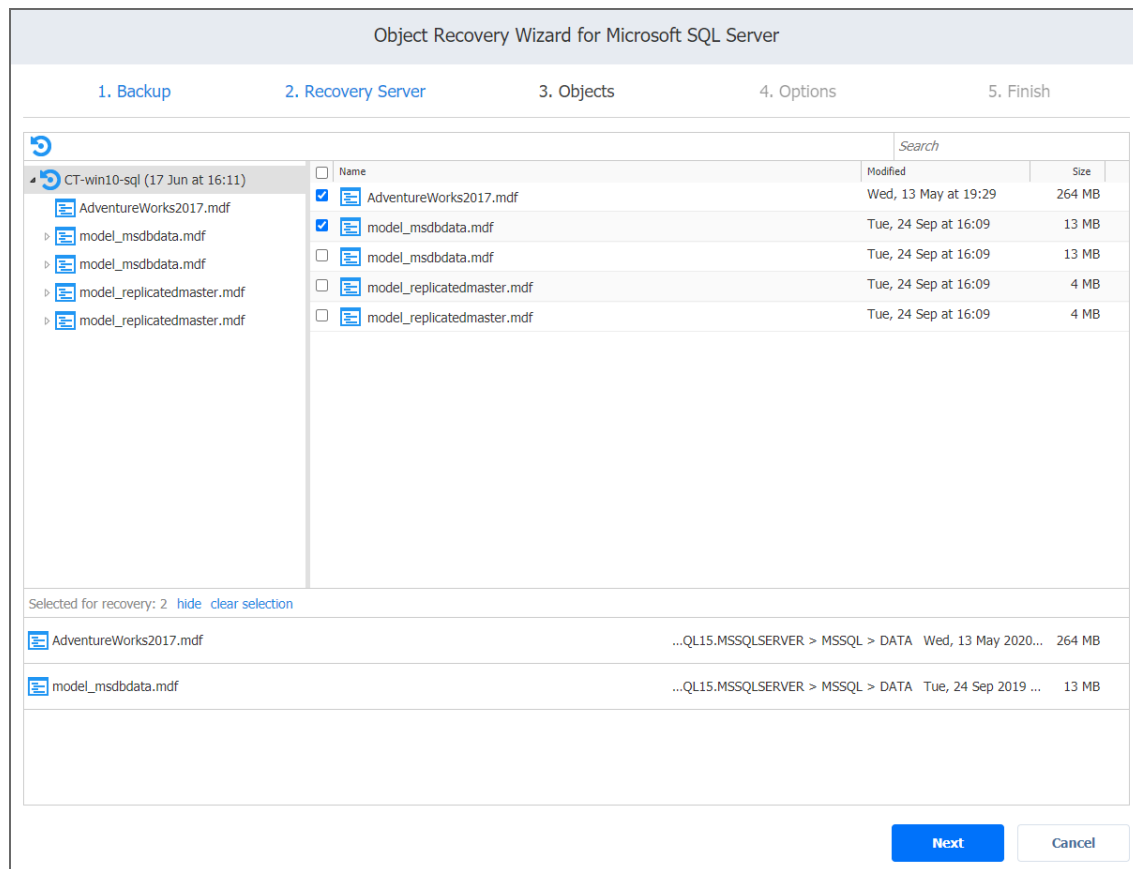 Object Recovery Wizard for Microsoft SQL Server
1. Backup 2. Recovery Server 3. Objects 4. Options 5. Finish
Search
CT-win10-sql (17 Jun at 16:11)
AdventureWorks2017.mdf
model_msdbdata.mdf
model_msdbdata.mdf
model_replicatedmaster.mdf
model_replicatedmaster.mdf
Name Modified Size
AdventureWorks2017.mdf Wed, 13 May at 19:29 264 MB
model_msdbdata.mdf Tue, 24 Sep at 16:09 13 MB
model_msdbdata.mdf Tue, 24 Sep at 16:09 13 MB
model_replicatedmaster.mdf Tue, 24 Sep at 16:09 4 MB
model_replicatedmaster.mdf Tue, 24 Sep at 16:09 4 MB
Selected for recovery: 2 hide clear selection
AdventureWorks2017.mdf ...QL15.MSSQLSERVER > MSSQL > DATA Wed, 13 May 2020... 264 MB
model_msdbdata.mdf ...QL15.MSSQLSERVER > MSSQL > DATA Tue, 24 Sep 2019 ... 13 MB
Next Cancel